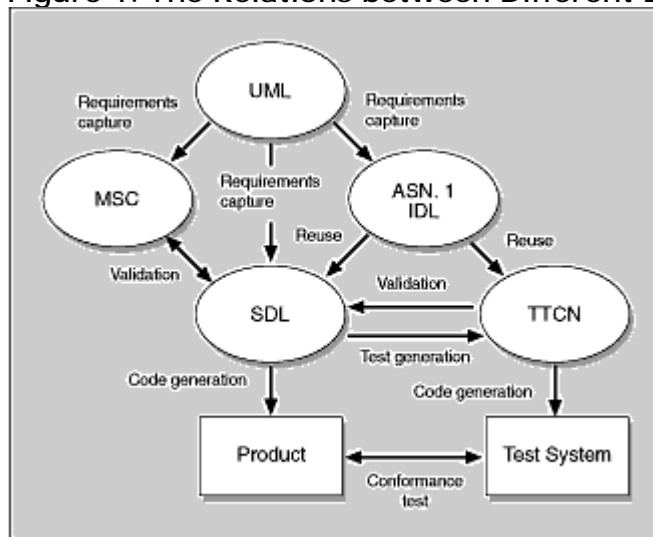 Figure 1. The Relations between Different
UML
Requirements
capture
Requirements
capture
Requirements
capture
MSC
ASN. 1
IDL
Reuse
Reuse
Validation
Validation
SDL
TTCN
Test generation
Code generation
Code generation
Product
Test System
Conformance
test